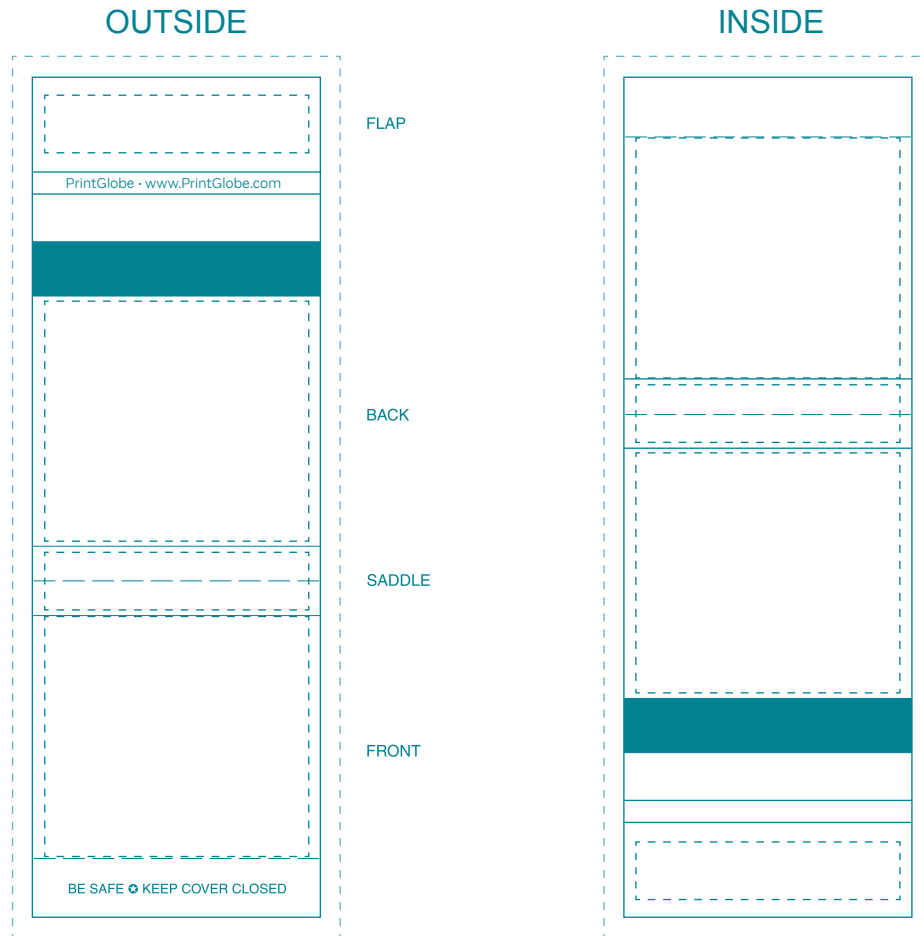 OUTSIDE
INSIDE
FLAP
PrintGlobe · www.PrintGlobe.com
BACK
SADDLE
FRONT
BE SAFE ✪ KEEP COVER CLOSED